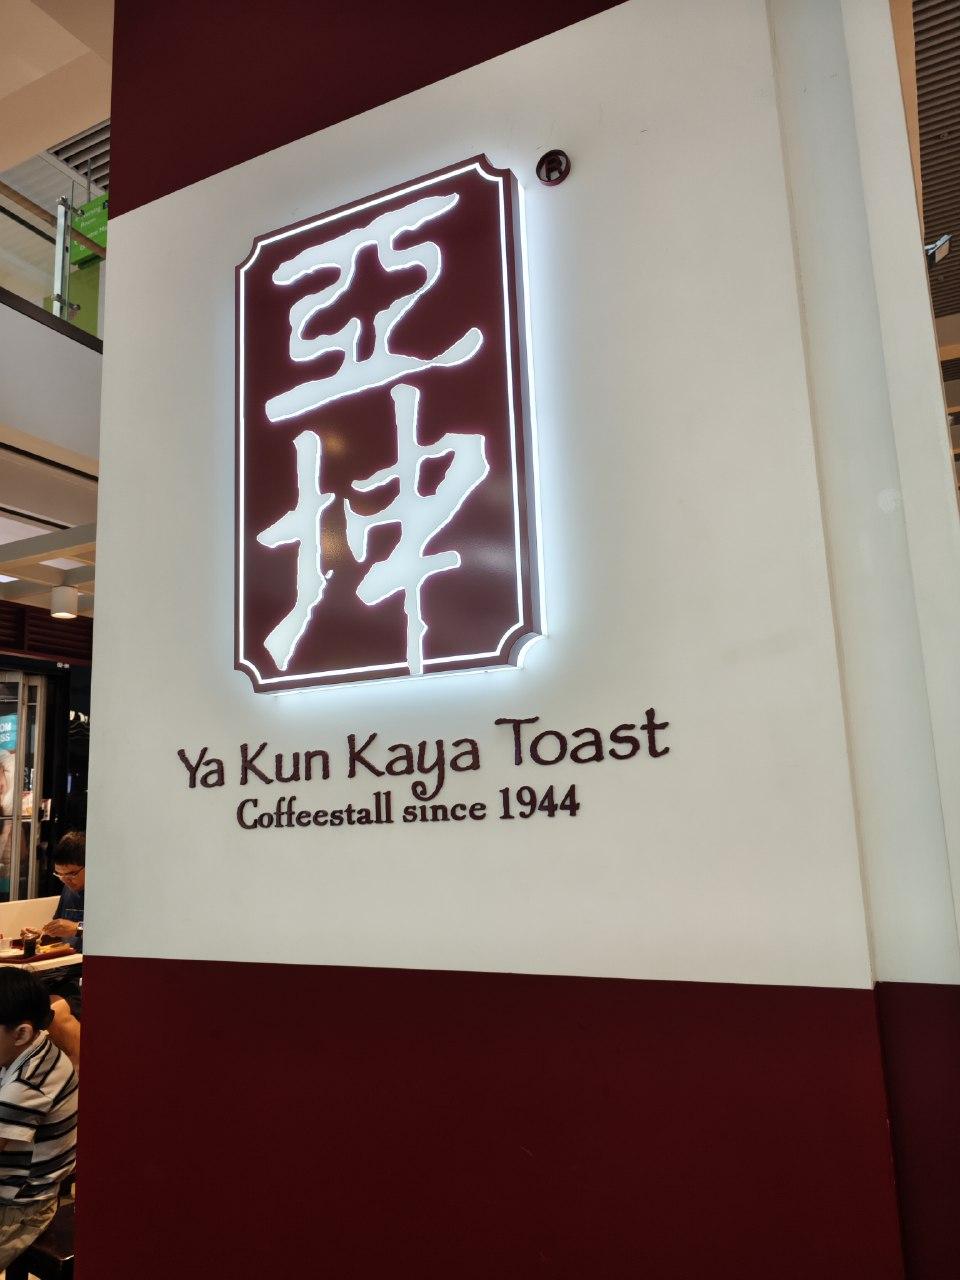 亞
坤
®
Ya Kun Kaya Toast
Coffeestall since 1944